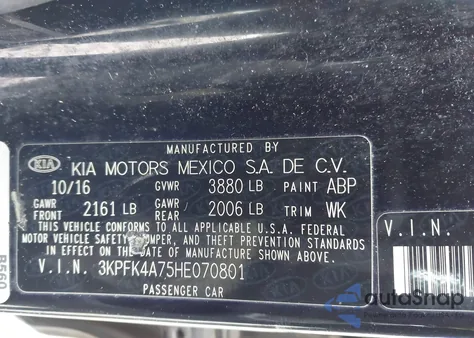 MANUFACTURED BY
KIA KIA MOTORS MEXICO S.A. DE C.V.
10/16 GVWR 3880 LB PAINT ABP
GAWR FRONT 2161 LB GAWR REAR 2006 LB TRIM WK
THIS VEHICLE CONFORMS TO ALL APPLICABLE U.S.A. FEDERAL
MOTOR VEHICLE SAFETY, BUMPER, AND THEFT PREVENTION STANDARDS
IN EFFECT ON THE DATE OF MANUFACTURE SHOWN ABOVE.
V.I.N. 3KPFK4A75HE070801
PASSENGER CAR
V.I.N.
B560
autoSnap